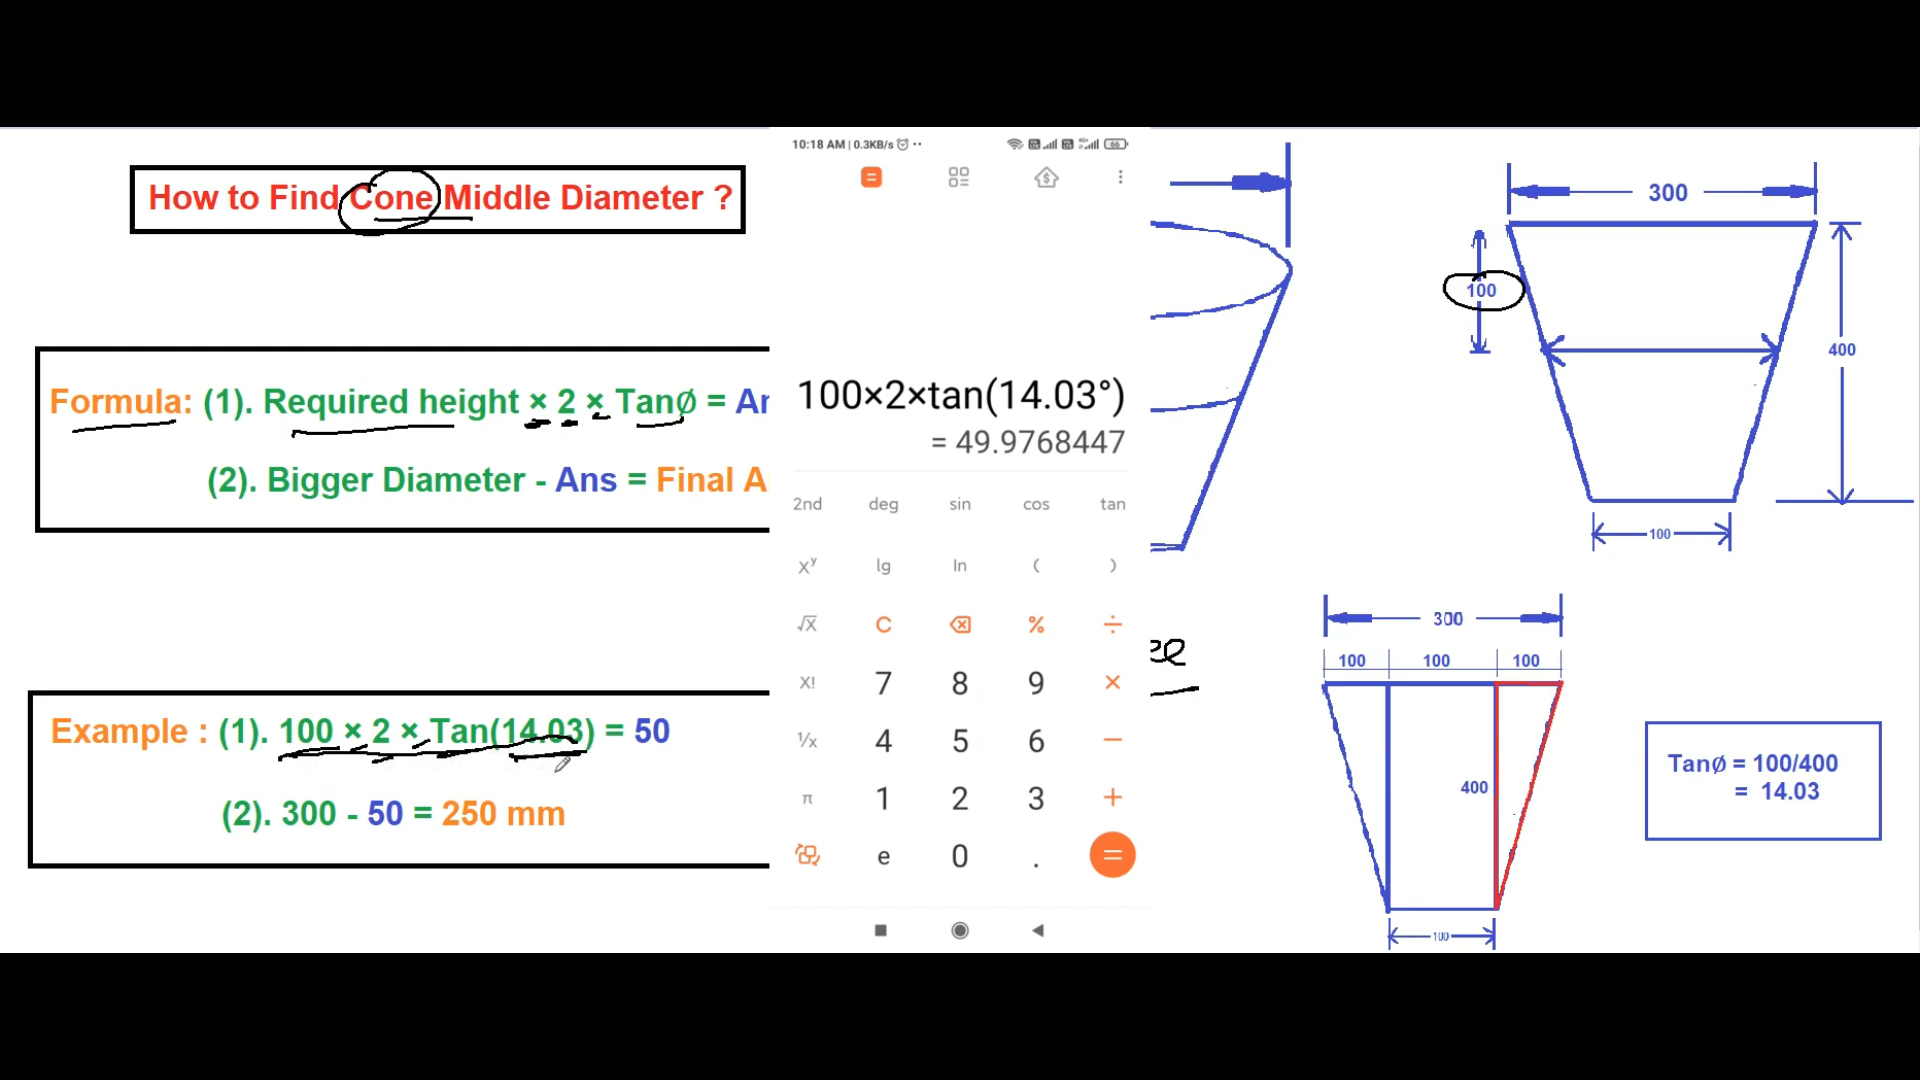 How to Find Cone Middle Diameter ?
Formula: (1). Required height × 2 × TanØ = An
(2). Bigger Diameter - Ans = Final A
Example : (1). 100 × 2 × Tan(14.03) = 50
(2). 300 - 50 = 250 mm
10:18 AM | 0.3KB/s
66
100×2×tan(14.03°)
= 49.9768447
2nd deg sin cos tan
Xʸ lg ln ( )
√X C % ÷
X! 7 8 9 ×
¹/x 4 5 6 −
π 1 2 3 +
e 0 . =
300
100
400
100
300
100 100 100
400
100
TanØ = 100/400
= 14.03